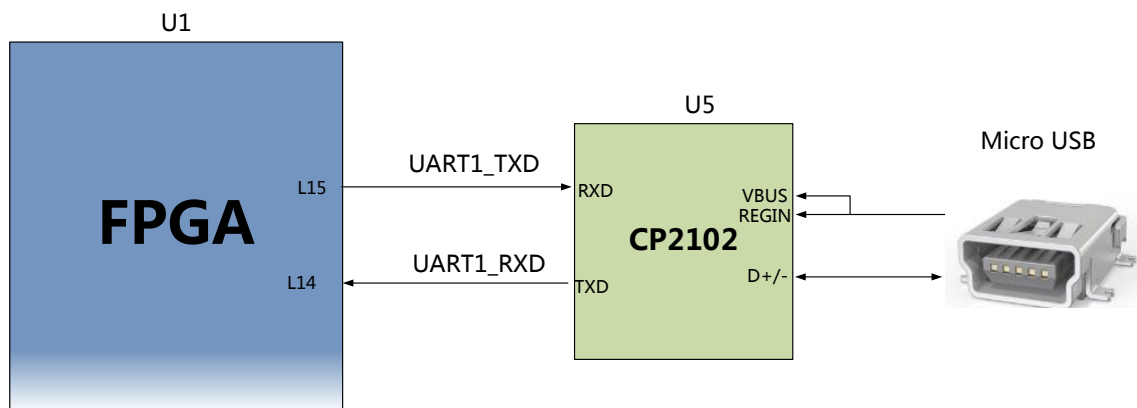 U1
U5
Micro USB
UART1_TXD
L15
RXD
VBUS
REGIN
FPGA
CP2102
UART1_RXD
L14
TXD
D+/-